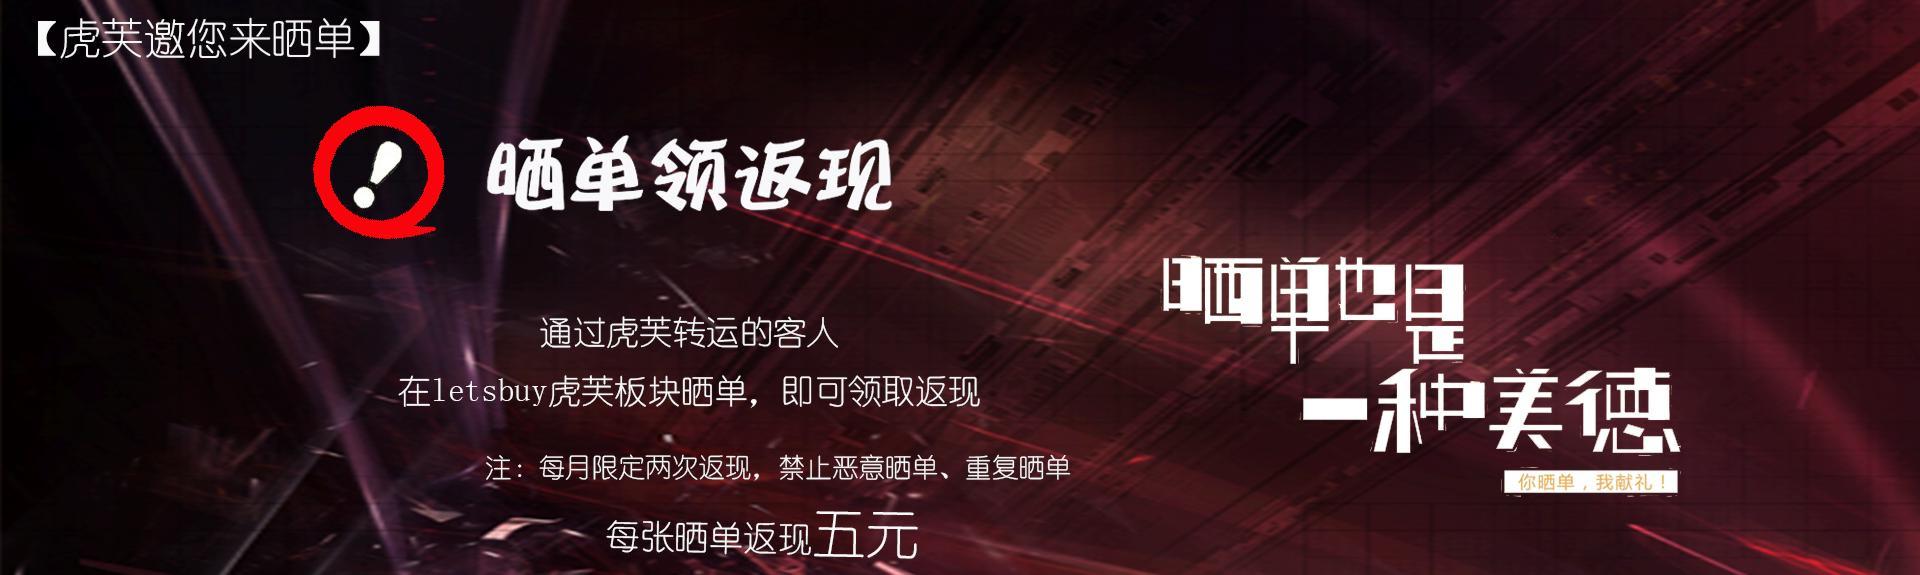 【虎芙邀您来晒单】
!
晒单领返现
通过虎芙转运的客人
在letsbuy虎芙板块晒单，即可领取返现
注：每月限定两次返现，禁止恶意晒单、重复晒单
每张晒单返现五元
晒单也是
一种美德
你晒单，我献礼！